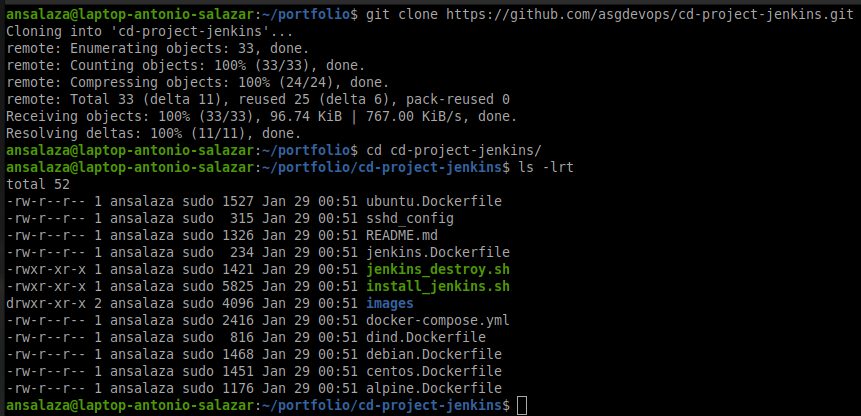 ansalaza@laptop-antonio-salazar:~/portfolio$ git clone https://github.com/asgdevops/cd-project-jenkins.git
Cloning into 'cd-project-jenkins'...
remote: Enumerating objects: 33, done.
remote: Counting objects: 100% (33/33), done.
remote: Compressing objects: 100% (24/24), done.
remote: Total 33 (delta 11), reused 25 (delta 6), pack-reused 0
Receiving objects: 100% (33/33), 96.74 KiB | 767.00 KiB/s, done.
Resolving deltas: 100% (11/11), done.
ansalaza@laptop-antonio-salazar:~/portfolio$ cd cd-project-jenkins/
ansalaza@laptop-antonio-salazar:~/portfolio/cd-project-jenkins$ ls -lrt
total 52
-rw-r--r-- 1 ansalaza sudo 1527 Jan 29 00:51 ubuntu.Dockerfile
-rw-r--r-- 1 ansalaza sudo  315 Jan 29 00:51 sshd_config
-rw-r--r-- 1 ansalaza sudo 1326 Jan 29 00:51 README.md
-rw-r--r-- 1 ansalaza sudo  234 Jan 29 00:51 jenkins.Dockerfile
-rwxr-xr-x 1 ansalaza sudo 1421 Jan 29 00:51 jenkins_destroy.sh
-rwxr-xr-x 1 ansalaza sudo 5825 Jan 29 00:51 install_jenkins.sh
drwxr-xr-x 2 ansalaza sudo 4096 Jan 29 00:51 images
-rw-r--r-- 1 ansalaza sudo 2416 Jan 29 00:51 docker-compose.yml
-rw-r--r-- 1 ansalaza sudo  816 Jan 29 00:51 dind.Dockerfile
-rw-r--r-- 1 ansalaza sudo 1468 Jan 29 00:51 debian.Dockerfile
-rw-r--r-- 1 ansalaza sudo 1451 Jan 29 00:51 centos.Dockerfile
-rw-r--r-- 1 ansalaza sudo 1176 Jan 29 00:51 alpine.Dockerfile
ansalaza@laptop-antonio-salazar:~/portfolio/cd-project-jenkins$